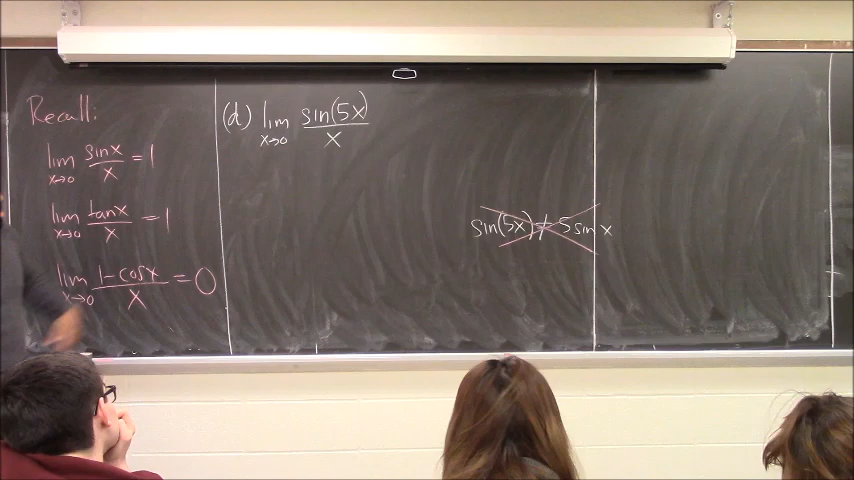 Recall:
lim x→0 sinx/x = 1
lim x→0 tanx/x = 1
lim x→0 1-cosx/x = 0
(d) lim x→0 sin(5x)/x
sin(5x) ≠ 5 sin x